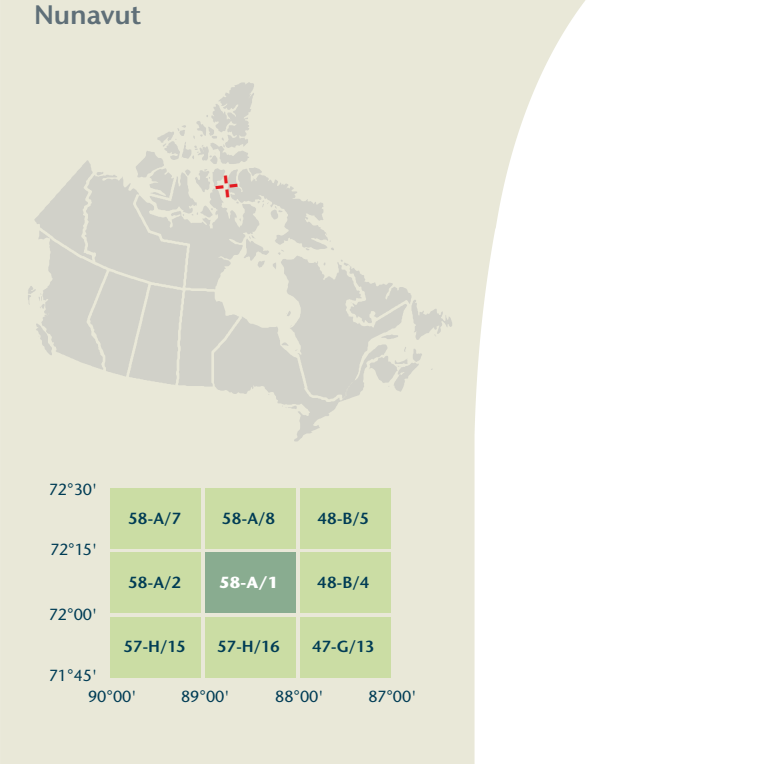 Nunavut
72°30'
58-A/7 58-A/8 48-B/5
72°15'
58-A/2 58-A/1 48-B/4
72°00'
57-H/15 57-H/16 47-G/13
71°45'
90°00' 89°00' 88°00' 87°00'